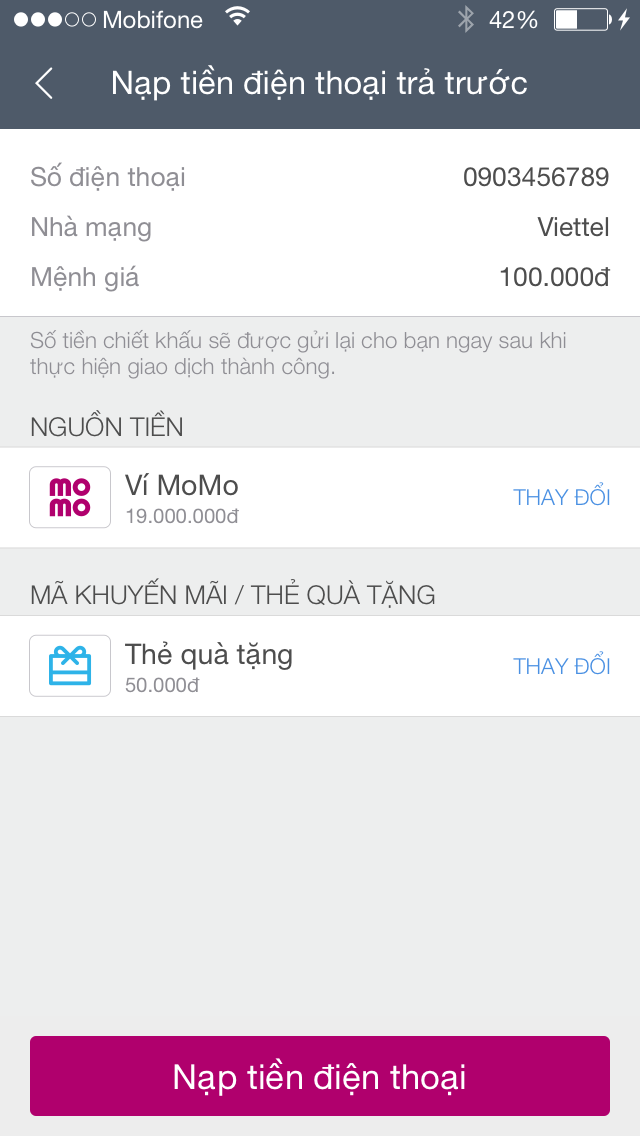 Mobifone 42%
Nạp tiền điện thoại trả trước
Số điện thoại 0903456789
Nhà mạng Viettel
Mệnh giá 100.000đ
Số tiền chiết khấu sẽ được gửi lại cho bạn ngay sau khi
thực hiện giao dịch thành công.
NGUỒN TIỀN
mo
mo
Ví MoMo
19.000.000đ
THAY ĐỔI
MÃ KHUYẾN MÃI / THẺ QUÀ TẶNG
Thẻ quà tặng
50.000đ
THAY ĐỔI
Nạp tiền điện thoại